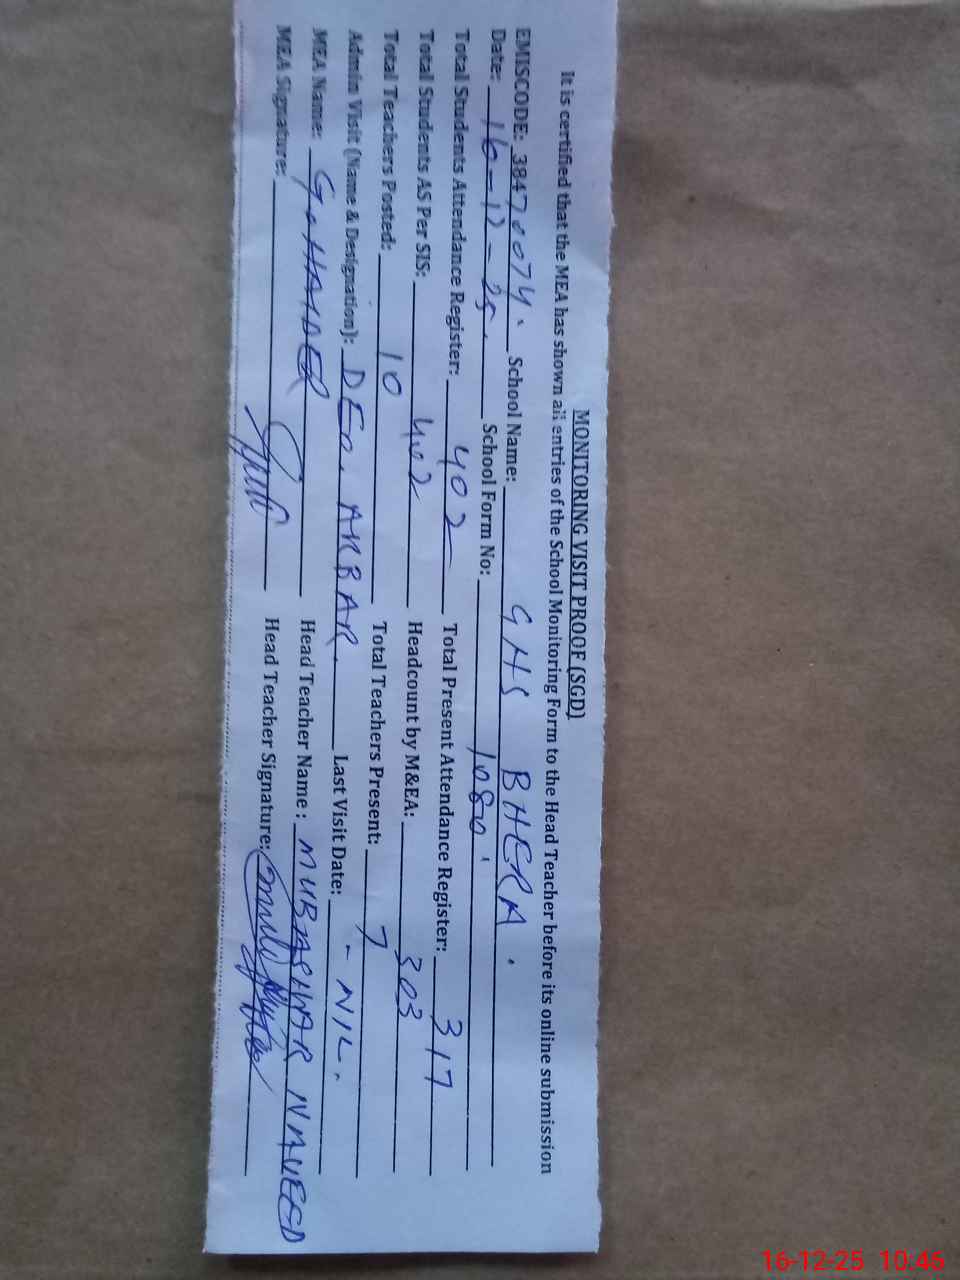 MONITORING VISIT PROOF (SGD)
It is certified that the MEA has shown all entries of the School Monitoring Form to the Head Teacher before its online submission
EMISCODE: 38470074. School Name: GHS BHERA.
Date: 16-12-25. School Form No: 1080
Total Students Attendance Register: 402 Total Present Attendance Register: 317
Total Students AS Per SIS: 402 Headcount by M&EA: 303
Total Teachers Posted: 10 Total Teachers Present: 7
Admin Visit (Name & Designation): DEO. AKBAR. Last Visit Date: - NIL.
MEA Name: G. HAIDER Head Teacher Name : MUBASHAR NAVEED
MEA Signature: Head Teacher Signature:
16-12-25 10:46